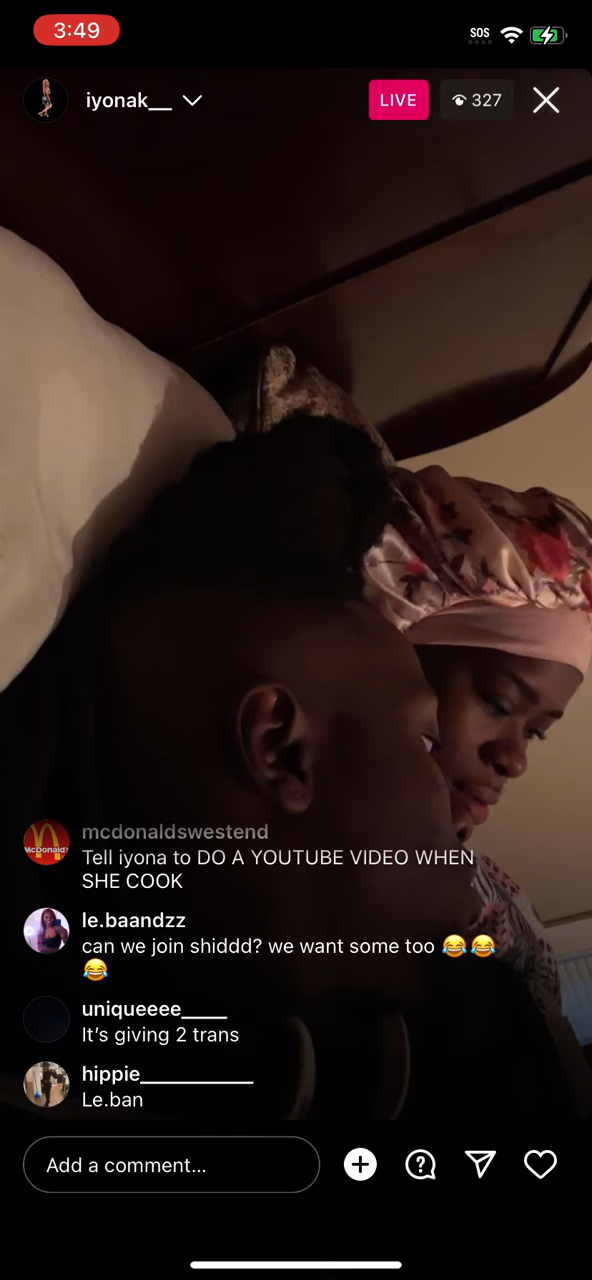 3:49
SOS
iyonak__
LIVE
327
McDonald's
mcdonaldswestend
Tell iyona to DO A YOUTUBE VIDEO WHEN
SHE COOK
le.baandzz
can we join shiddd? we want some too 😂😂
😂
uniqueeee____
It's giving 2 trans
hippie__________
Le.ban
Add a comment...